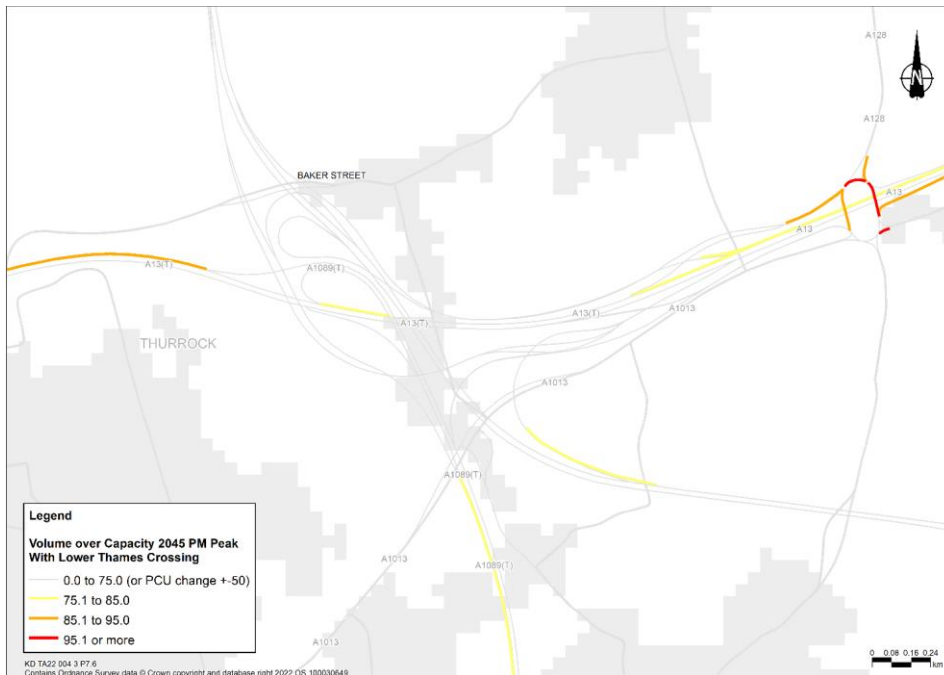 A128
N
A128
BAKER STREET
A13
A13
A13(T)
A1089(T)
A13(T)
A13(T)
A1013
THURROCK
A1013
A1089(T)
A1013
A1089(T)
A1013
Legend
Volume over Capacity 2045 PM Peak
With Lower Thames Crossing
0.0 to 75.0 (or PCU change +-50)
75.1 to 85.0
85.1 to 95.0
95.1 or more
0 0.08 0.16 0.24
km
KD TA22 004 3 P7.6
Contains Ordnance Survey data © Crown copyright and database right 2022 OS 100030649